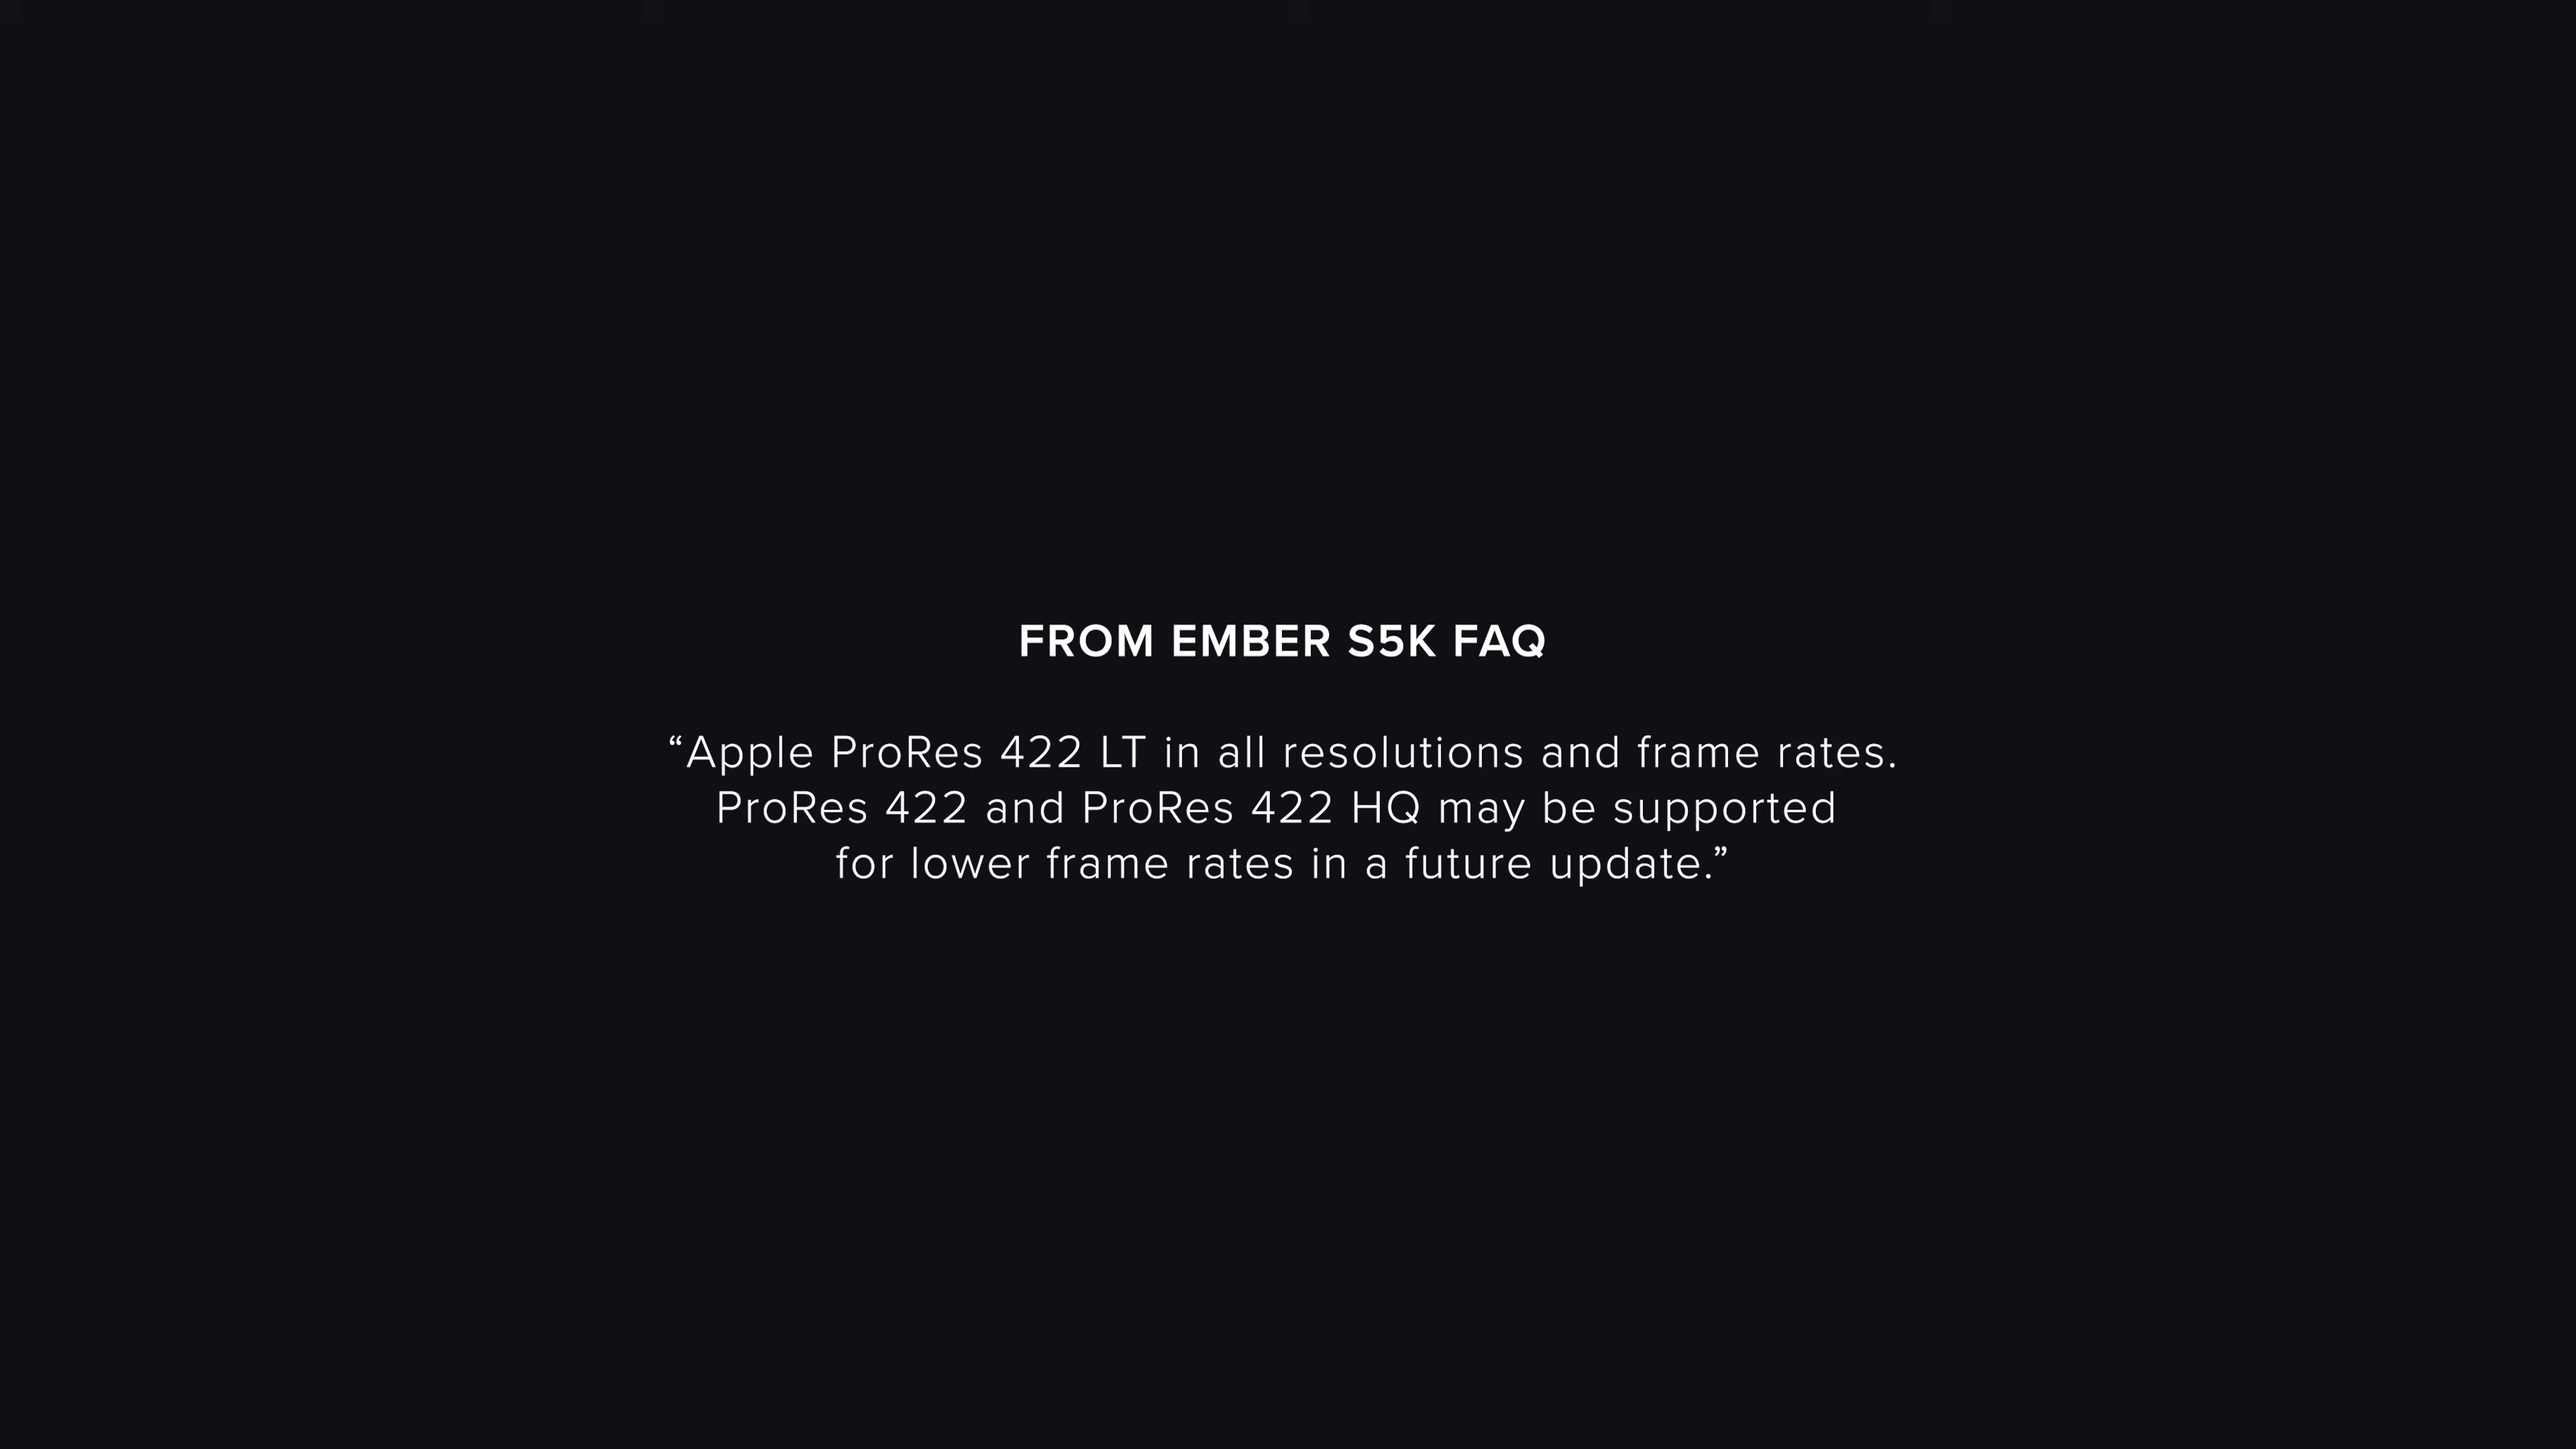 FROM EMBER S5K FAQ
“Apple ProRes 422 LT in all resolutions and frame rates.
ProRes 422 and ProRes 422 HQ may be supported
for lower frame rates in a future update.”